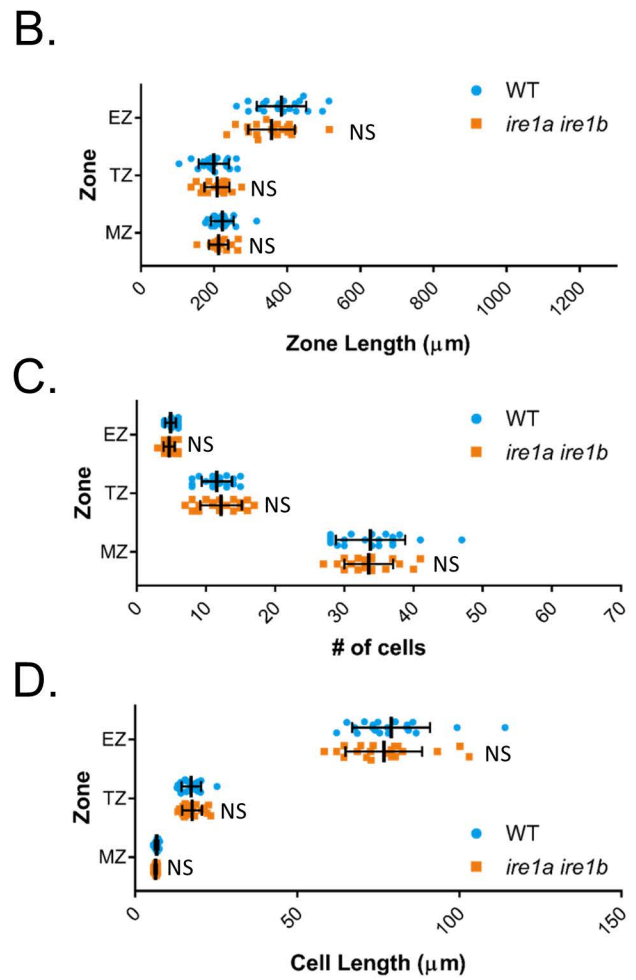 B.
WT
ire1a ire1b
Zone
EZ
NS
TZ
NS
MZ
NS
0 200 400 600 800 1000 1200
Zone Length (μm)
C.
WT
ire1a ire1b
Zone
EZ
NS
TZ
NS
MZ
NS
0 10 20 30 40 50 60 70
# of cells
D.
Zone
EZ
NS
TZ
NS
WT
MZ
NS
ire1a ire1b
0 50 100 150
Cell Length (μm)